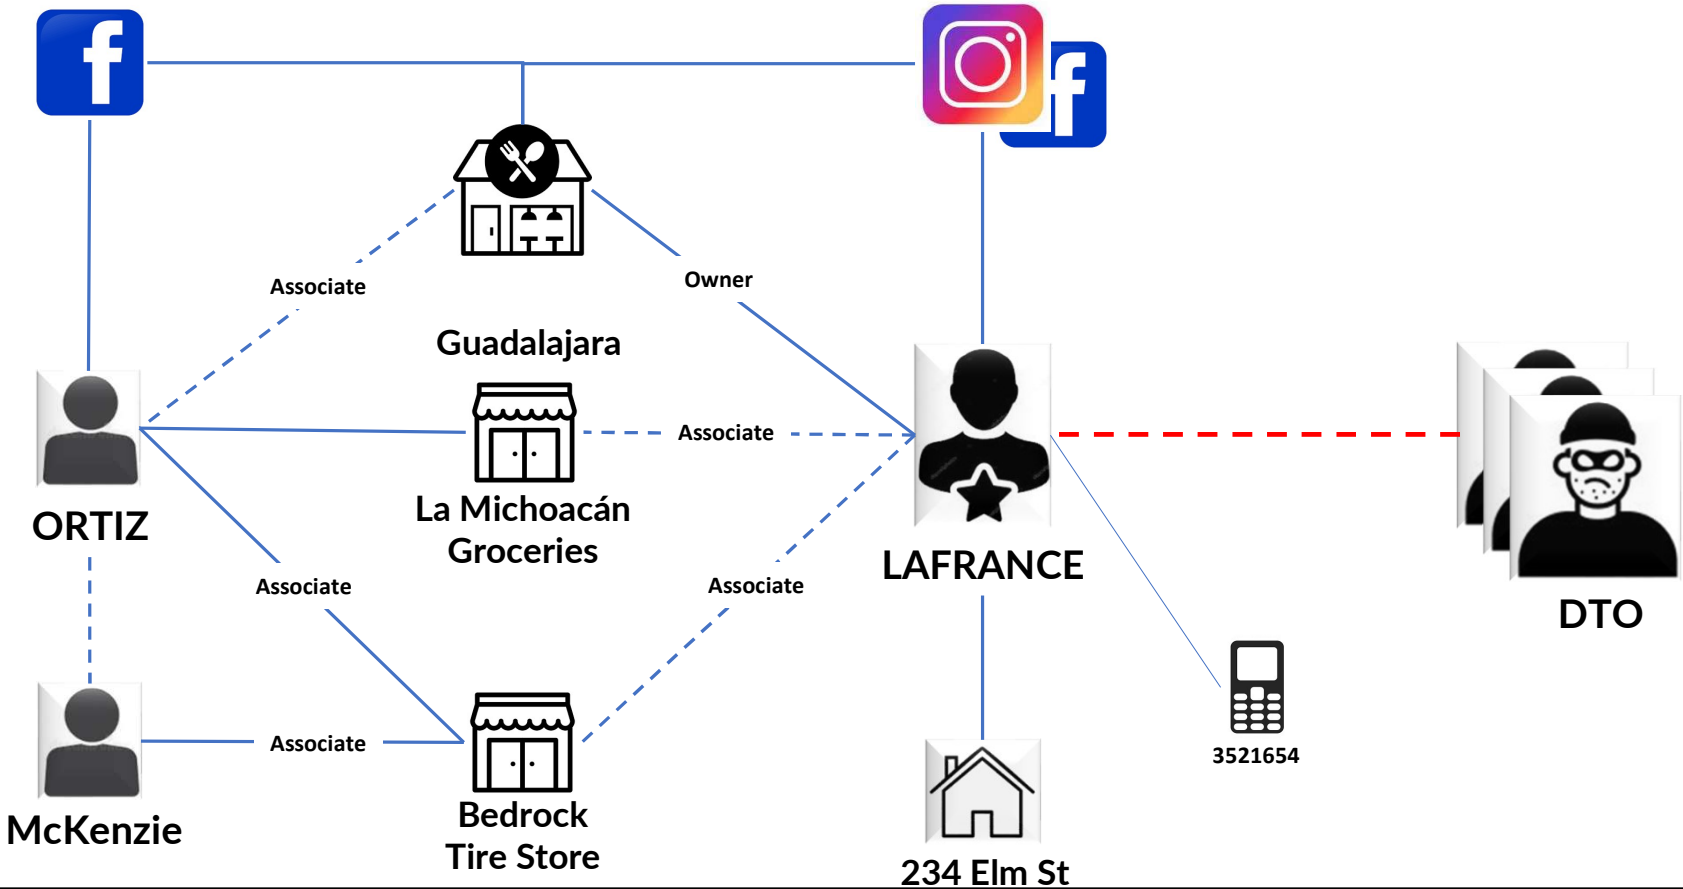 Associate
Owner
Guadalajara
Associate
ORTIZ
La Michoacán
Groceries
LAFRANCE
Associate
Associate
DTO
Associate
3521654
McKenzie
Bedrock
Tire Store
234 Elm St